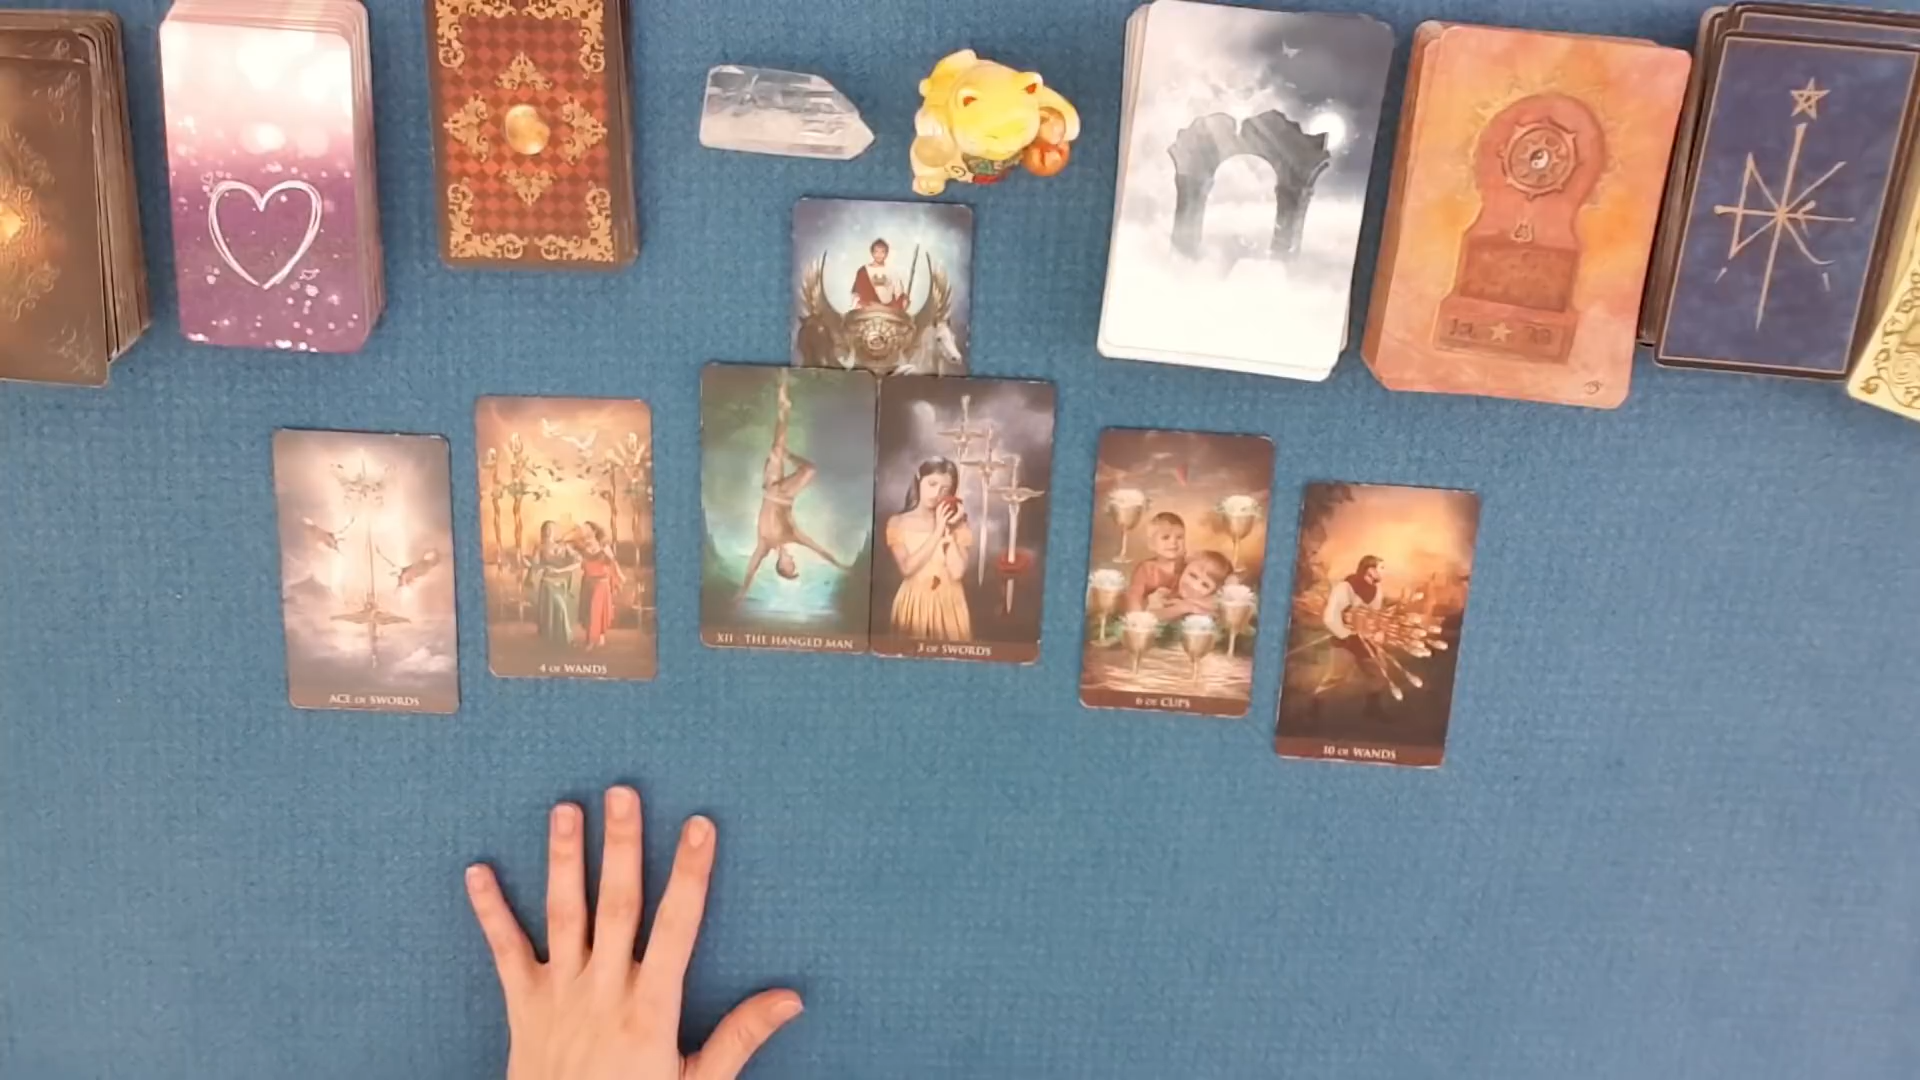 ACE OF SWORDS
4 OF WANDS
XII - THE HANGED MAN
3 OF SWORDS
6 OF CUPS
10 OF WANDS